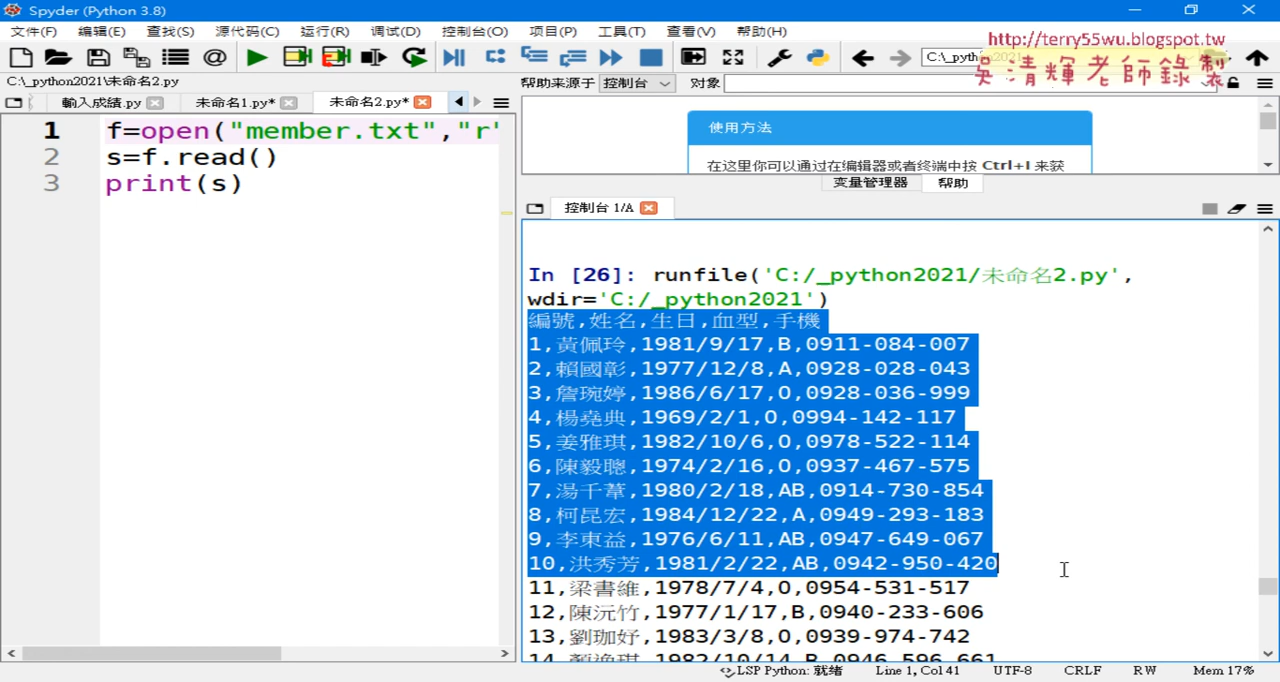 Spyder (Python 3.8)
文件(F) 编辑(E) 查找(S) 源代码(C) 运行(R) 调试(D) 控制台(O) 项目(P) 工具(T) 查看(V) 帮助(H)
http://terry55wu.blogspot.tw
吳清輝老師錄製
C:\_python2021\未命名2.py
帮助来源于 控制台 对象
輸入成績.py 未命名1.py* 未命名2.py*
1 f=open("member.txt","r'
2 s=f.read()
3 print(s)
使用方法
在这里你可以通过在编辑器或者终端中按 Ctrl+I 来获
变量管理器 帮助
控制台 1/A
In [26]: runfile('C:/_python2021/未命名2.py',
wdir='C:/_python2021')
編號,姓名,生日,血型,手機
1,黃佩玲,1981/9/17,B,0911-084-007
2,賴國彰,1977/12/8,A,0928-028-043
3,詹琬婷,1986/6/17,O,0928-036-999
4,楊堯典,1969/2/1,O,0994-142-117
5,姜雅琪,1982/10/6,O,0978-522-114
6,陳毅聰,1974/2/16,O,0937-467-575
7,湯千葦,1980/2/18,AB,0914-730-854
8,柯昆宏,1984/12/22,A,0949-293-183
9,李東益,1976/6/11,AB,0947-649-067
10,洪秀芳,1981/2/22,AB,0942-950-420
11,梁書維,1978/7/4,O,0954-531-517
12,陳沅竹,1977/1/17,B,0940-233-606
13,劉珈妤,1983/3/8,O,0939-974-742
LSP Python: 就绪 Line 1, Col 41 UTF-8 CRLF RW Mem 17%